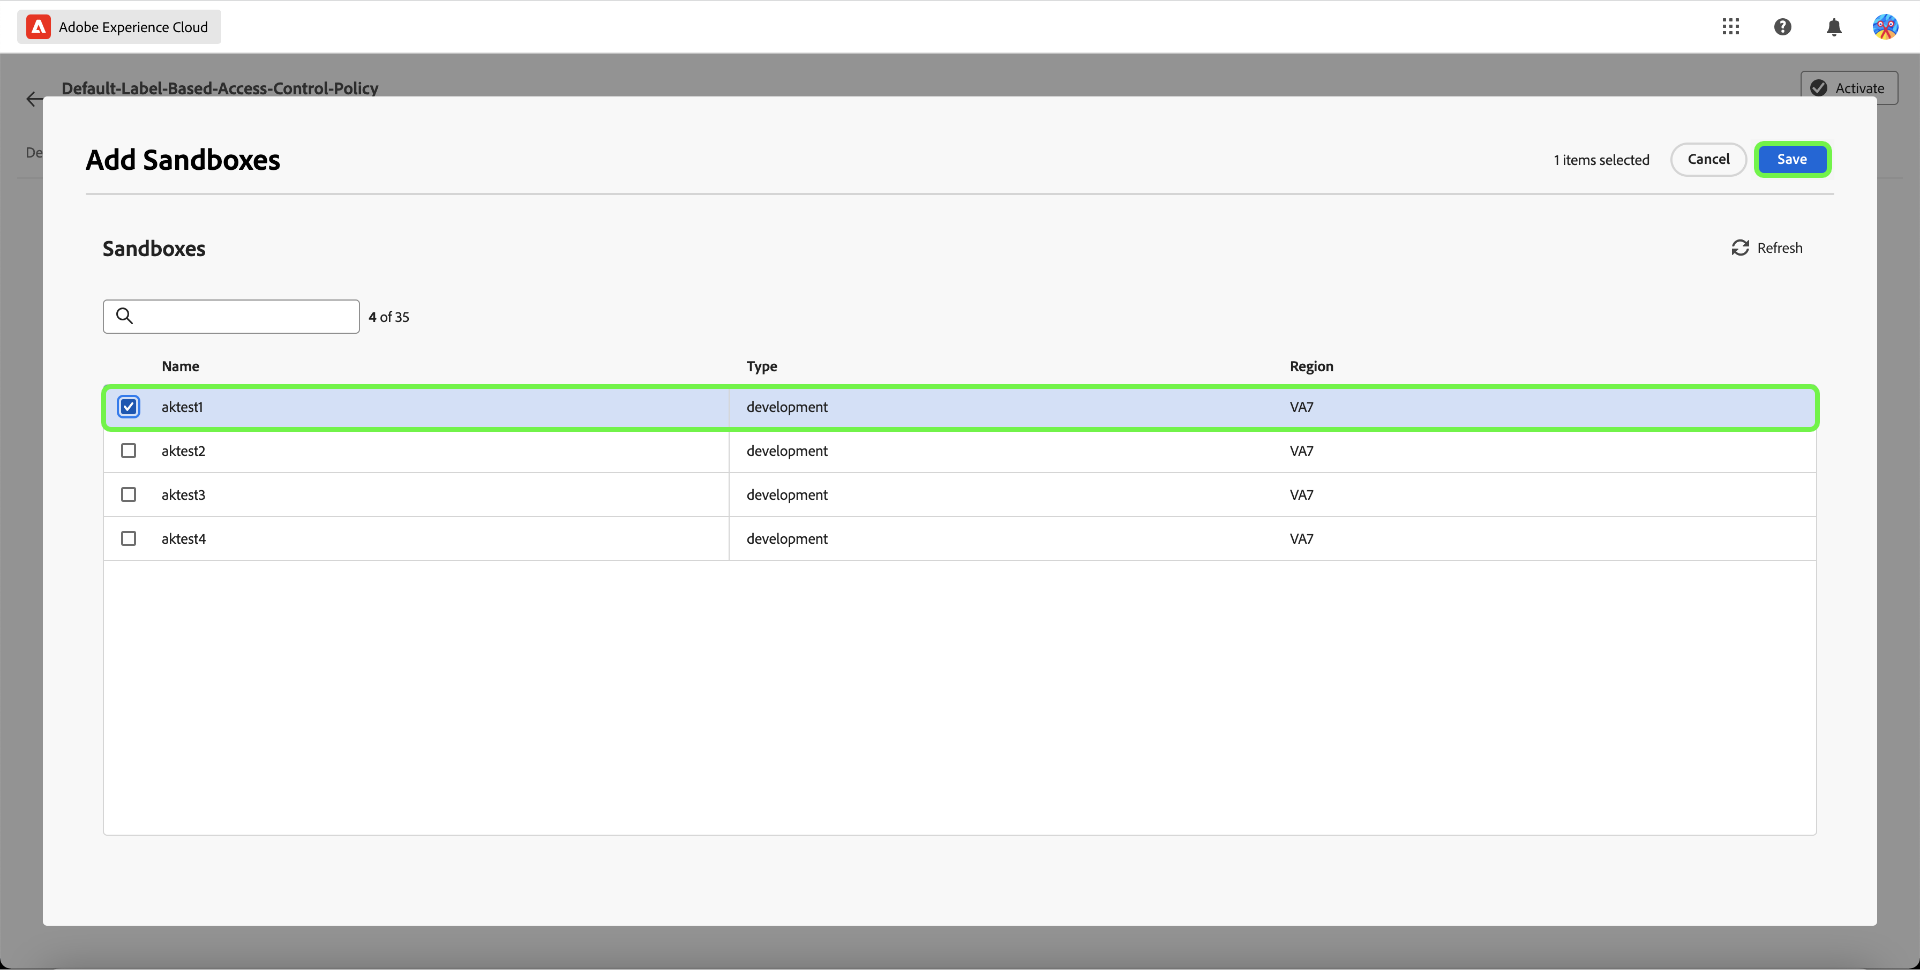 Adobe Experience Cloud
Default-Label-Based-Access-Control-Policy
Activate
De
Add Sandboxes
1 items selected
Cancel
Save
Sandboxes
Refresh
4 of 35
Name Type Region
aktest1 development VA7
aktest2 development VA7
aktest3 development VA7
aktest4 development VA7